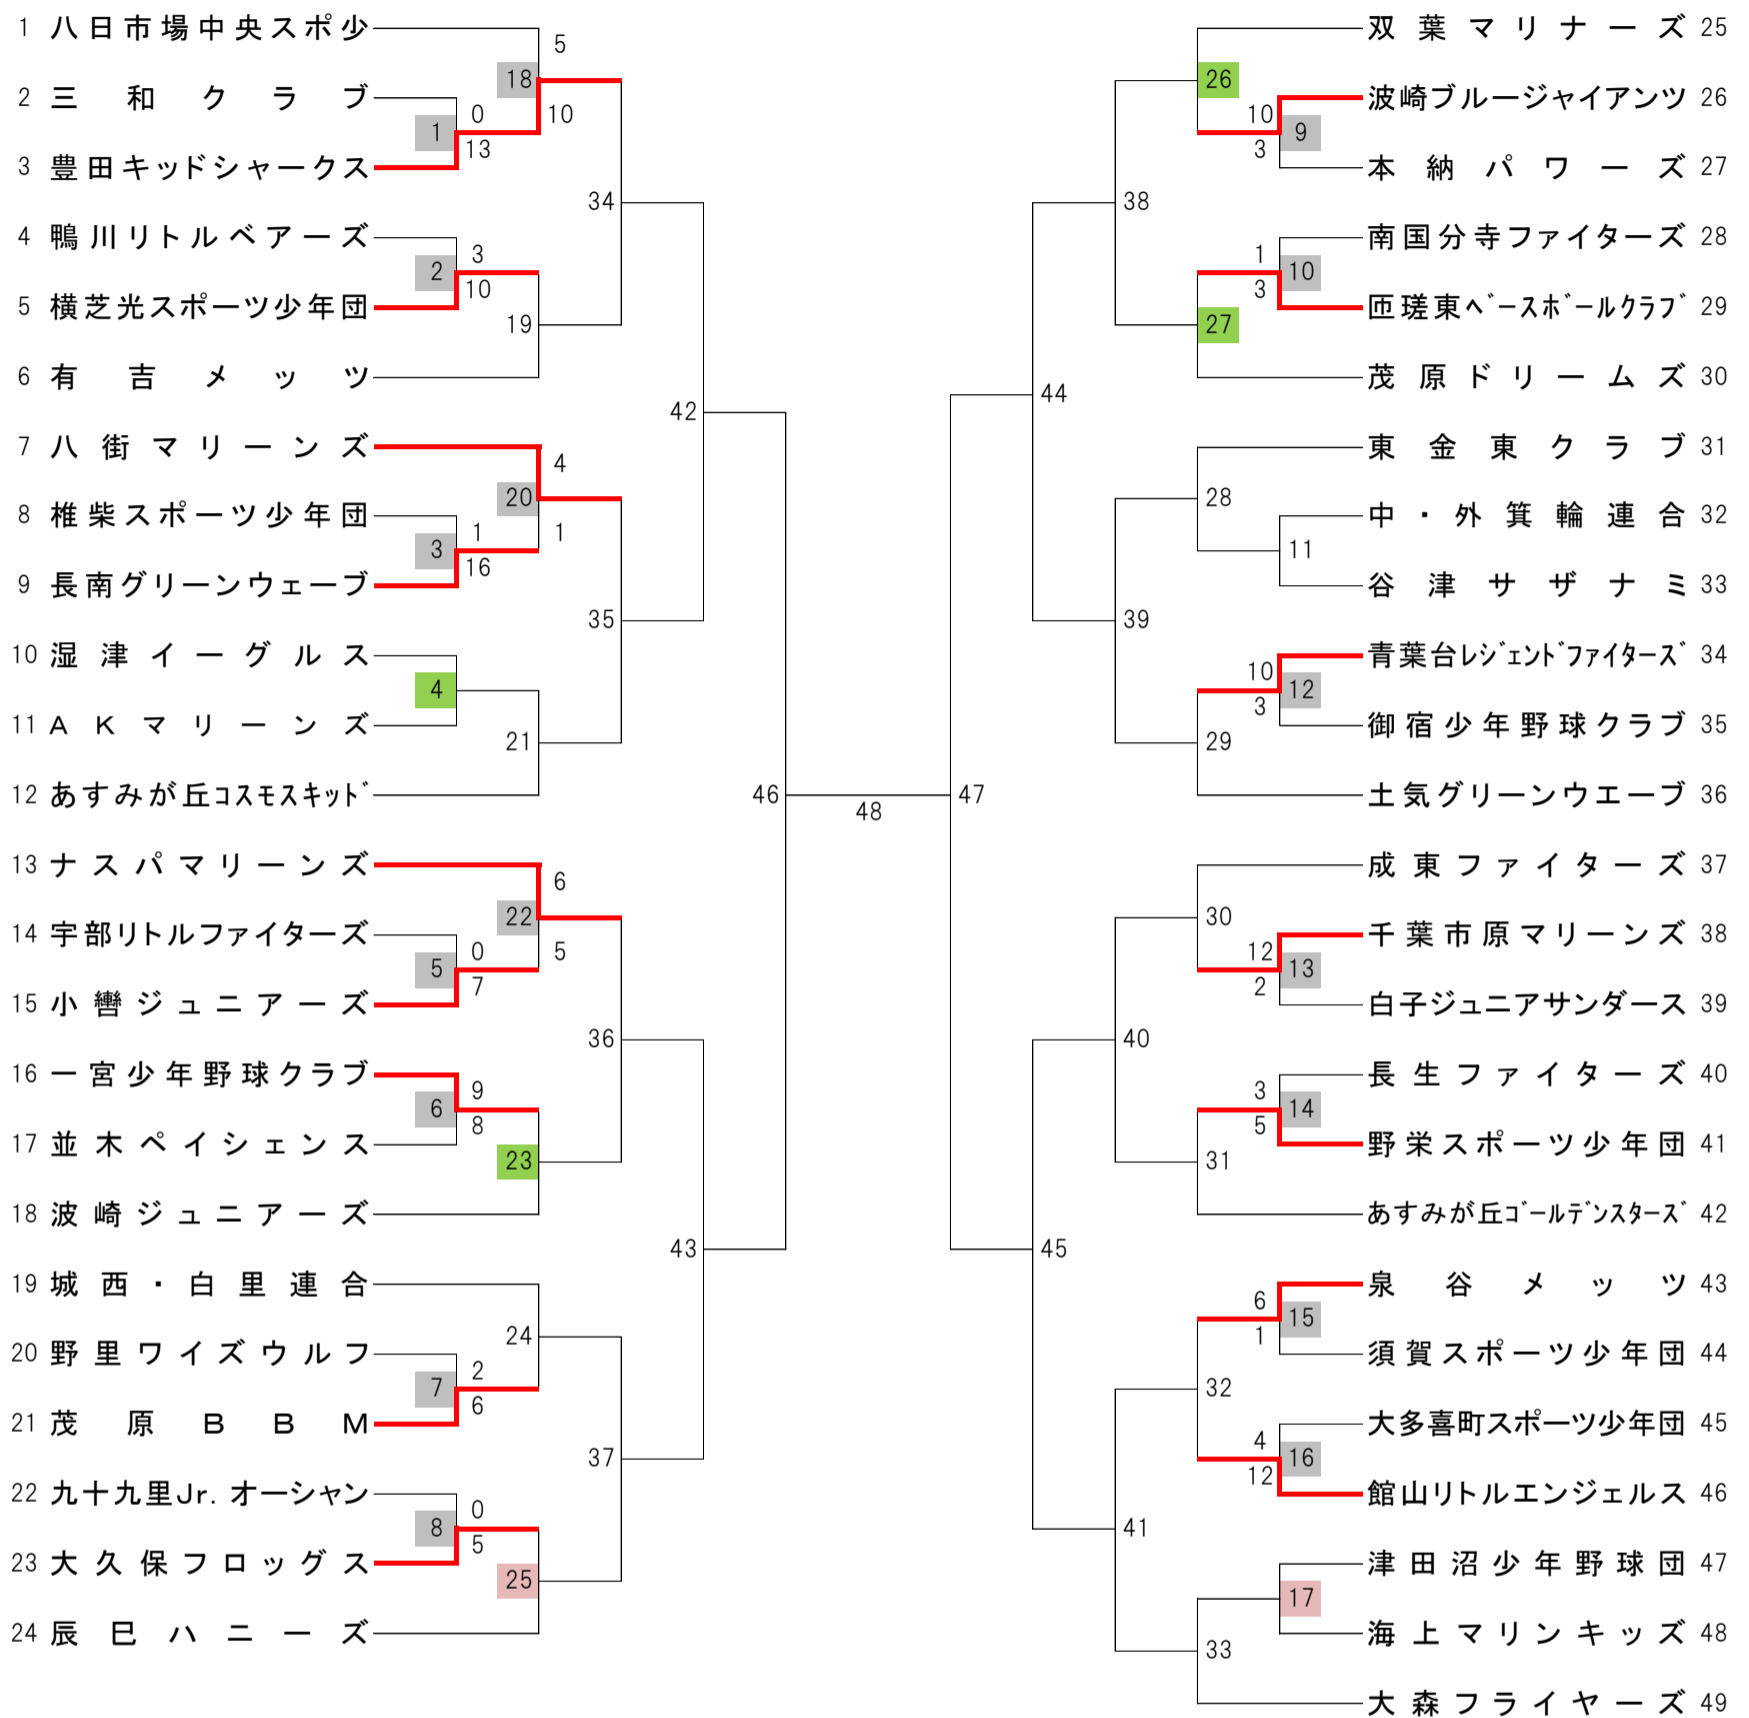 1 八日市場中央スポ少
2 三和クラブ
3 豊田キッドシャークス
4 鴨川リトルベアーズ
5 横芝光スポーツ少年団
6 有吉メッツ
7 八街マリーンズ
8 椎柴スポーツ少年団
9 長南グリーンウェーブ
10 湿津イーグルス
11 AKマリーンズ
12 あすみが丘コスモスキッド
13 ナスパマリーンズ
14 宇部リトルファイターズ
15 小轡ジュニアーズ
16 一宮少年野球クラブ
17 並木ペイシェンス
18 波崎ジュニアーズ
19 城西・白里連合
20 野里ワイズウルフ
21 茂原BBM
22 九十九里Jr.オーシャン
23 大久保フロッグス
24 辰巳ハニーズ
1
0
13
2
3
10
3
1
16
4
5
0
7
6
9
8
7
2
6
8
0
5
18
5
10
19
20
4
1
21
22
6
5
23
24
25
34
35
36
37
42
43
46
48
47
44
45
38
39
40
41
26
27
28
29
30
31
32
33
10
3
9
1
3
10
11
10
3
12
12
2
13
3
5
14
6
1
15
4
12
16
17
双葉マリナーズ 25
波崎ブルージャイアンツ 26
本納パワーズ 27
南国分寺ファイターズ 28
匝瑳東ベースボールクラブ 29
茂原ドリームズ 30
東金東クラブ 31
中・外箕輪連合 32
谷津サザナミ 33
青葉台レジェンドファイターズ 34
御宿少年野球クラブ 35
土気グリーンウエーブ 36
成東ファイターズ 37
千葉市原マリーンズ 38
白子ジュニアサンダース 39
長生ファイターズ 40
野栄スポーツ少年団 41
あすみが丘ゴールデンスターズ 42
泉谷メッツ 43
須賀スポーツ少年団 44
大多喜町スポーツ少年団 45
館山リトルエンジェルス 46
津田沼少年野球団 47
海上マリンキッズ 48
大森フライヤーズ 49